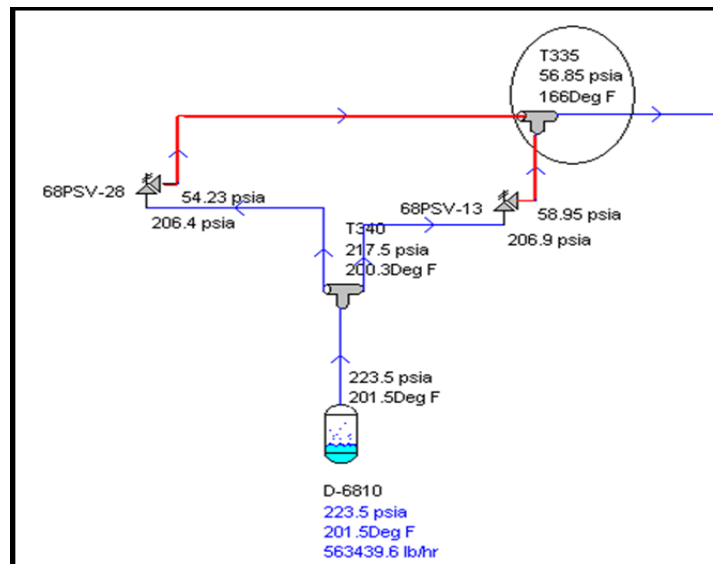 T335
56.85 psia
166Deg F
68PSV-28
54.23 psia
206.4 psia
68PSV-13
58.95 psia
206.9 psia
T340
217.5 psia
200.3Deg F
223.5 psia
201.5Deg F
D-6810
223.5 psia
201.5Deg F
563439.6 lb/hr